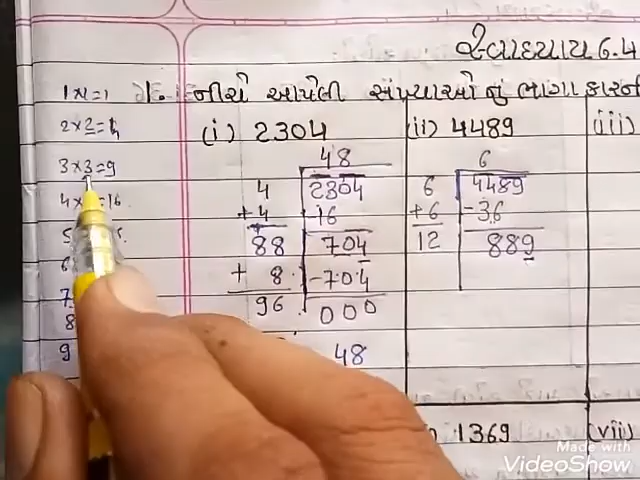 સ્વાધ્યાય 6.4
1. નીચે આપેલી સંખ્યાઓનું ભાગાકારની
1×1=1
2×2=4
3×3=9
4× =16
(i) 2304
48
4 2304
+4 16
88 704
+ 8 -704
96 000
48
(ii) 4489
6
6 4489
+6 -36
12 889
(iii)
1369
(vii)
Made with
VideoShow